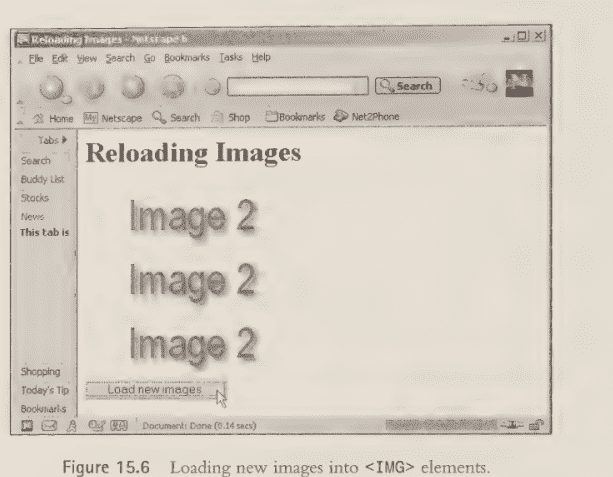 Reloading Images - Netscape 6
File Edit View Search Go Bookmarks Tasks Help
Search
N
Home My Netscape Search Shop Bookmarks Net2Phone
Tabs
Search
Buddy List
Stocks
News
This tab is
Shopping
Today's Tip
Bookmarks
Reloading Images
Image 2
Image 2
Image 2
Load new images
Document: Done (0.14 secs)
Figure 15.6 Loading new images into <IMG> elements.